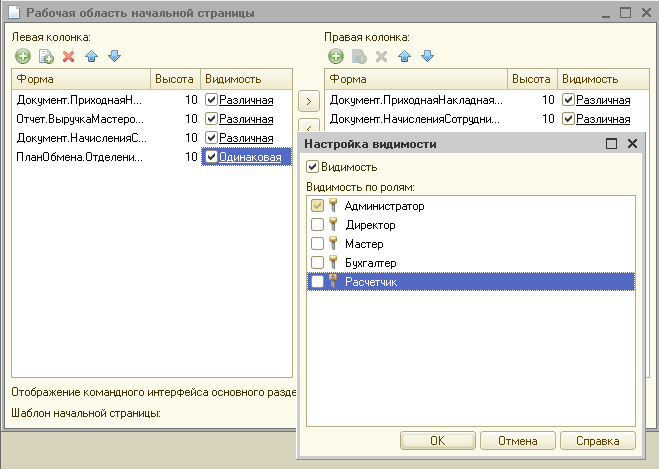 Рабочая область начальной страницы
Левая колонка:
Правая колонка:
Форма Высота Видимость
Документ.ПриходнаяН... 10 Различная
Отчет.ВыручкаМастеро... 10 Различная
Документ.НачисленияС... 10 Различная
ПланОбмена.Отделени... 10 Одинаковая
Форма Высота Видимость
Документ.ПриходнаяНакладная... 10 Различная
Документ.НачисленияСотрудни... 10 Различная
Настройка видимости
Видимость
Видимость по ролям:
Администратор
Директор
Мастер
Бухгалтер
Расчетчик
OK Отмена Справка
Отображение командного интерфейса основного разде
Шаблон начальной страницы: